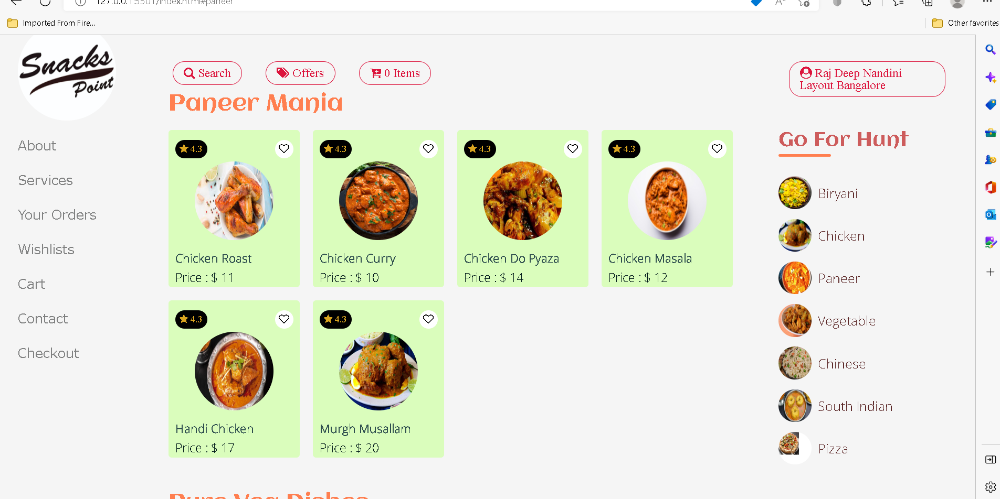 127.0.0.1:5501/index.html#paneer
Imported From Fire...
Other favorites
Snacks
Point
Search
Offers
0 Items
Raj Deep Nandini
Layout Bangalore
Paneer Mania
About
Services
Your Orders
Wishlists
Cart
Contact
Checkout
4.3
4.3
4.3
4.3
Chicken Roast
Price : $ 11
Chicken Curry
Price : $ 10
Chicken Do Pyaza
Price : $ 14
Chicken Masala
Price : $ 12
4.3
4.3
Handi Chicken
Price : $ 17
Murgh Musallam
Price : $ 20
Pure Veg Dishes
Go For Hunt
Biryani
Chicken
Paneer
Vegetable
Chinese
South Indian
Pizza